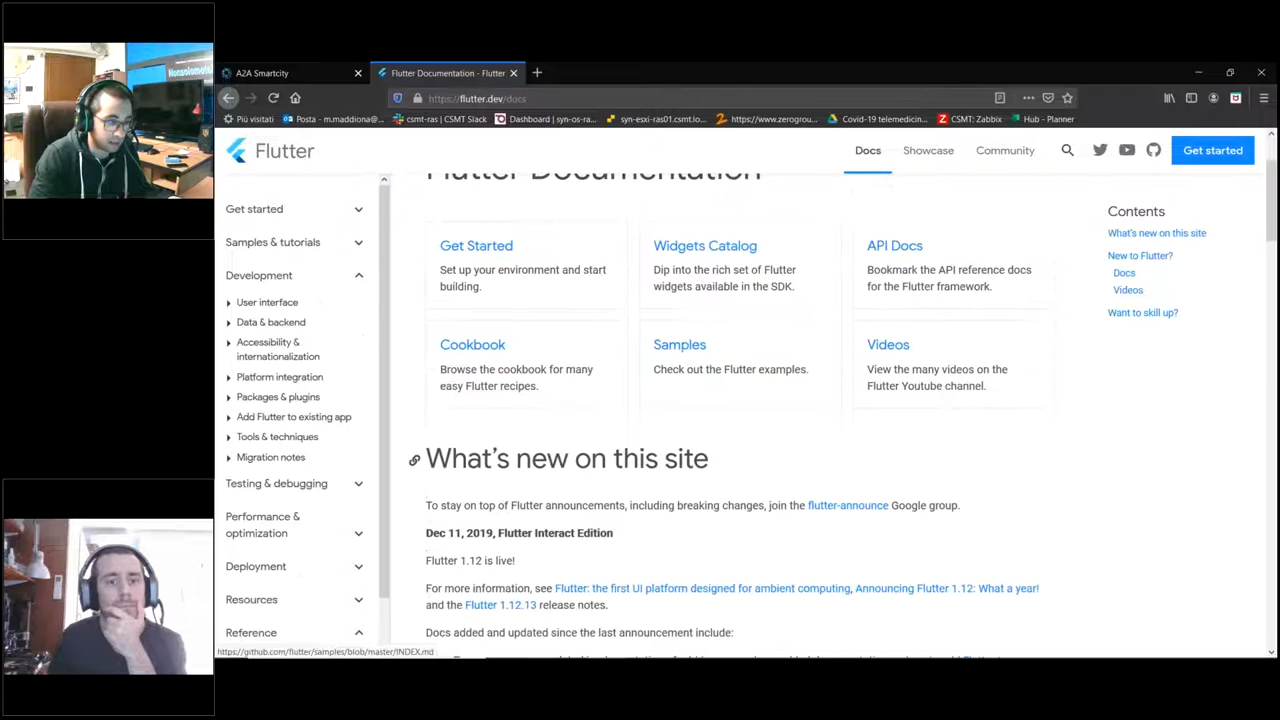 A2A Smartcity
Flutter Documentation - Flutter
https://flutter.dev/docs
Più visitati
Posta - m.maddiona@...
csmt-ras | CSMT Slack
Dashboard | syn-os-ra...
syn-esxi-ras01.csmt.lo...
https://www.zerogrou...
Covid-19 telemedicin...
CSMT: Zabbix
Hub - Planner
Flutter
Docs
Showcase
Community
Get started
Get started
Samples & tutorials
Development
User interface
Data & backend
Accessibility &
internationalization
Platform integration
Packages & plugins
Add Flutter to existing app
Tools & techniques
Migration notes
Testing & debugging
Performance &
optimization
Deployment
Resources
Reference
https://github.com/flutter/samples/blob/master/INDEX.md
Flutter Documentation
Get Started
Set up your environment and start
building.
Widgets Catalog
Dip into the rich set of Flutter
widgets available in the SDK.
API Docs
Bookmark the API reference docs
for the Flutter framework.
Cookbook
Browse the cookbook for many
easy Flutter recipes.
Samples
Check out the Flutter examples.
Videos
View the many videos on the
Flutter Youtube channel.
What's new on this site
To stay on top of Flutter announcements, including breaking changes, join the flutter-announce Google group.
Dec 11, 2019, Flutter Interact Edition
Flutter 1.12 is live!
For more information, see Flutter: the first UI platform designed for ambient computing, Announcing Flutter 1.12: What a year!
and the Flutter 1.12.13 release notes.
Docs added and updated since the last announcement include:
Contents
What's new on this site
New to Flutter?
Docs
Videos
Want to skill up?